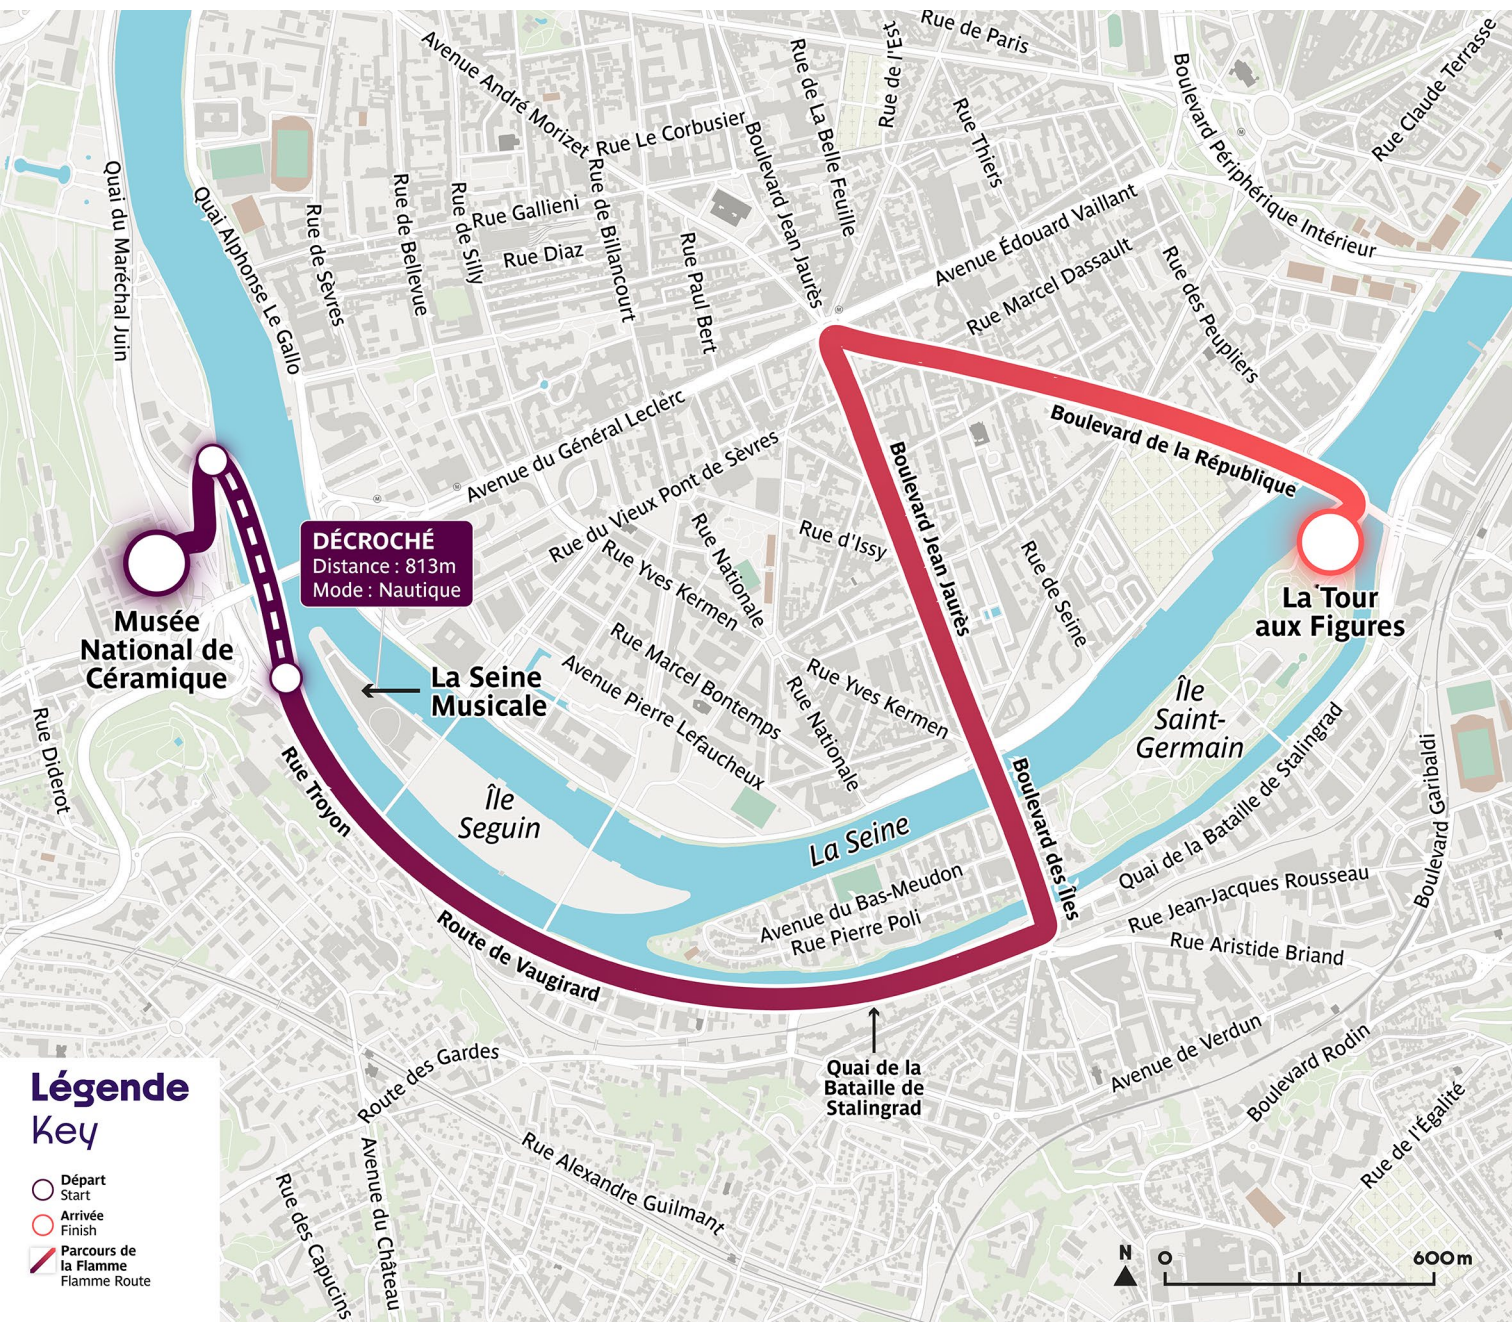 Rue de Paris
Rue de l'Est
Avenue André Morizet
Rue de La Belle Feuille
Boulevard Périphérique Intérieur
Rue Claude Terrasse
Rue Le Corbusier
Boulevard Jean Jaurès
Rue Thiers
Quai du Maréchal Juin
Quai Alphonse Le Gallo
Rue de Sèvres
Rue de Bellevue
Rue de Silly
Rue Gallieni
Rue Diaz
Rue de Billancourt
Rue Paul Bert
Avenue Édouard Vaillant
Rue Marcel Dassault
Rue des Peupliers
Avenue du Général Leclerc
Rue du Vieux Pont de Sèvres
Boulevard de la République
Boulevard Jean Jaurès
Rue d'Issy
Rue Nationale
Rue Yves Kermen
Rue de Seine
DÉCROCHÉ
Distance : 813m
Mode : Nautique
Musée
National de
Céramique
La Tour
aux Figures
La Seine
Musicale
Rue Marcel Bontemps
Avenue Pierre Lefaucheux
Rue Yves Kermen
Rue Nationale
Île
Saint-
Germain
Rue Diderot
Rue Troyon
Île
Seguin
La Seine
Boulevard des Îles
Quai de la Bataille de Stalingrad
Boulevard Garibaldi
Avenue du Bas-Meudon
Rue Pierre Poli
Rue Jean-Jacques Rousseau
Rue Aristide Briand
Route de Vaugirard
Quai de la
Bataille de
Stalingrad
Route des Gardes
Avenue de Verdun
Boulevard Rodin
Rue de l'Égalité
Rue Alexandre Guilmant
Avenue du Château
Rue des Capucins
Légende
Key
Départ
Start
Arrivée
Finish
Parcours de
la Flamme
Flamme Route
N
0
600m